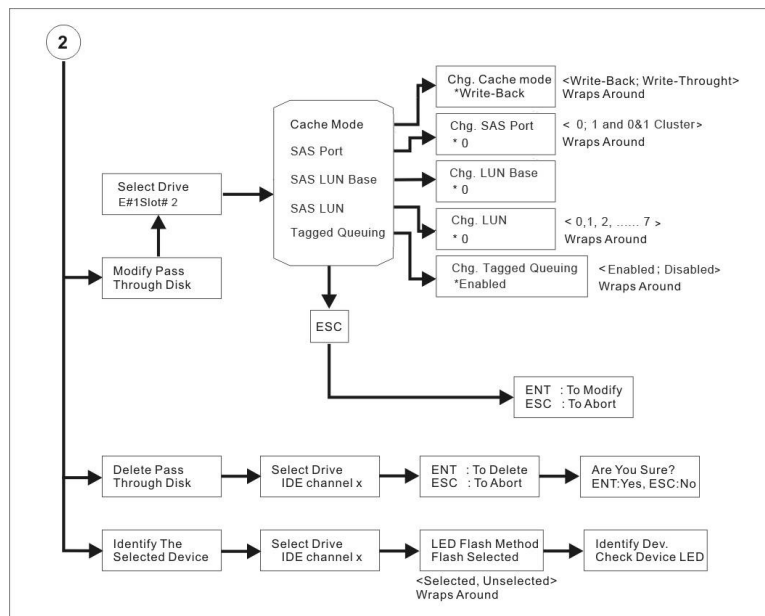 2
Chg. Cache mode
*Write-Back
<Write-Back; Write-Throught>
Wraps Around
Cache Mode
SAS Port
SAS LUN Base
SAS LUN
Tagged Queuing
Chg. SAS Port
* 0
< 0; 1 and 0&1 Cluster>
Wraps Around
Select Drive
E#1Slot# 2
Chg. LUN Base
* 0
Chg. LUN
* 0
< 0,1, 2, ...... 7 >
Wraps Around
Modify Pass
Through Disk
Chg. Tagged Queuing
*Enabled
<Enabled; Disabled>
Wraps Around
ESC
ENT : To Modify
ESC : To Abort
Delete Pass
Through Disk
Select Drive
IDE channel x
ENT : To Delete
ESC : To Abort
Are You Sure?
ENT:Yes, ESC:No
Identify The
Selected Device
Select Drive
IDE channel x
LED Flash Method
Flash Selected
<Selected, Unselected>
Wraps Around
Identify Dev.
Check Device LED